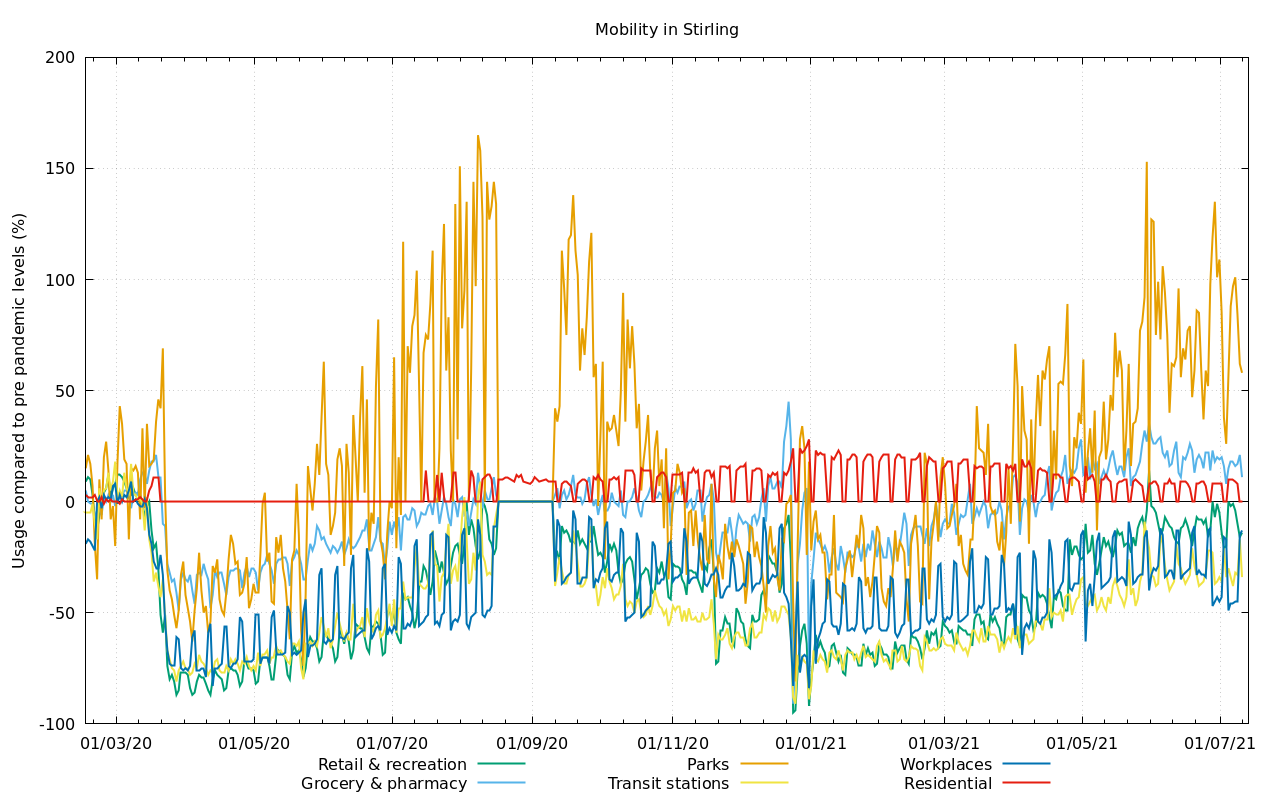 Mobility in Stirling
Usage compared to pre pandemic levels (%)
200
150
100
50
0
-50
-100
01/03/20 01/05/20 01/07/20 01/09/20 01/11/20 01/01/21 01/03/21 01/05/21 01/07/21
Retail & recreation Parks Workplaces
Grocery & pharmacy Transit stations Residential